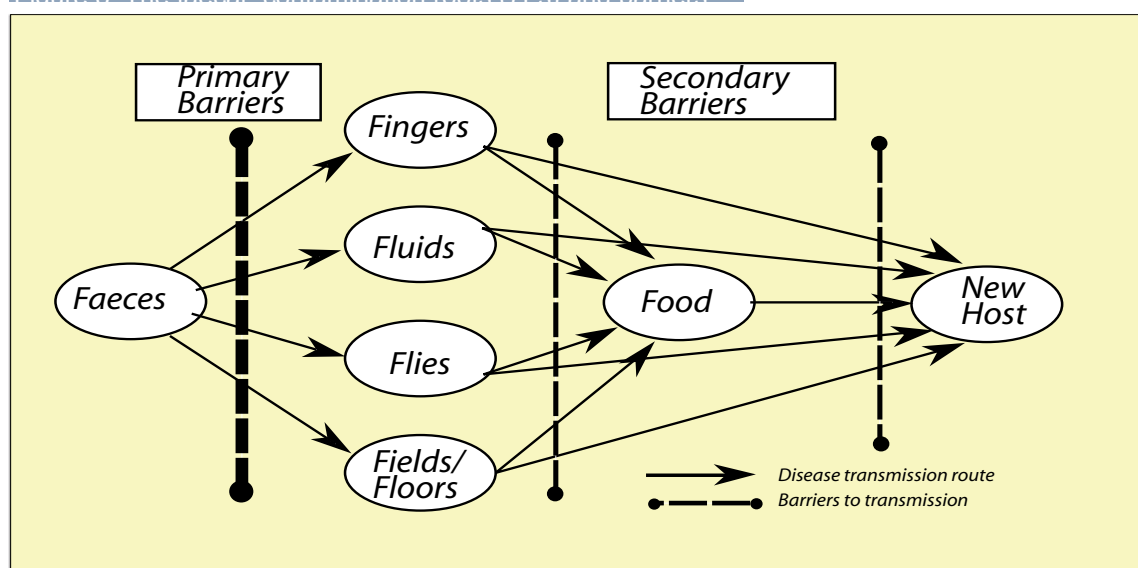 Primary
Barriers
Secondary
Barriers
Fingers
Fluids
Faeces
Food
New
Host
Flies
Fields/
Floors
Disease transmission route
Barriers to transmission